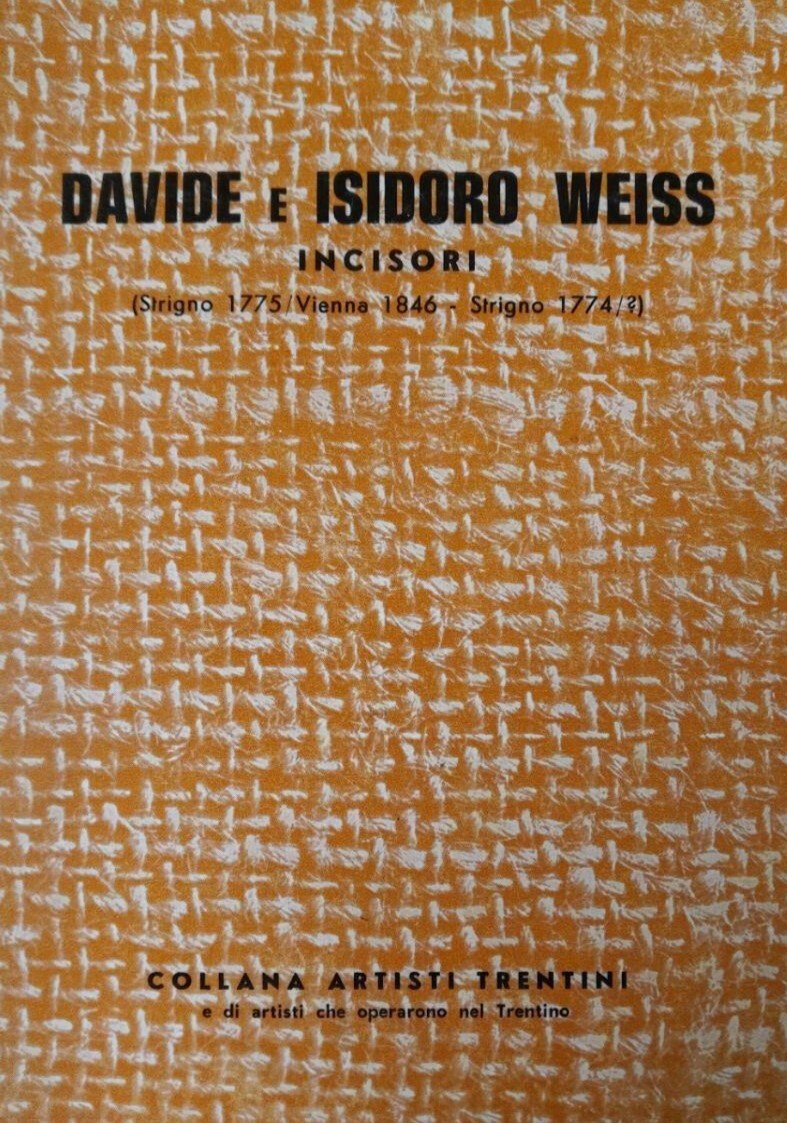 DAVIDE E ISIDORO WEISS
INCISORI
(Strigno 1775/Vienna 1846 - Strigno 1774/?)
COLLANA ARTISTI TRENTINI
e di artisti che operarono nel Trentino